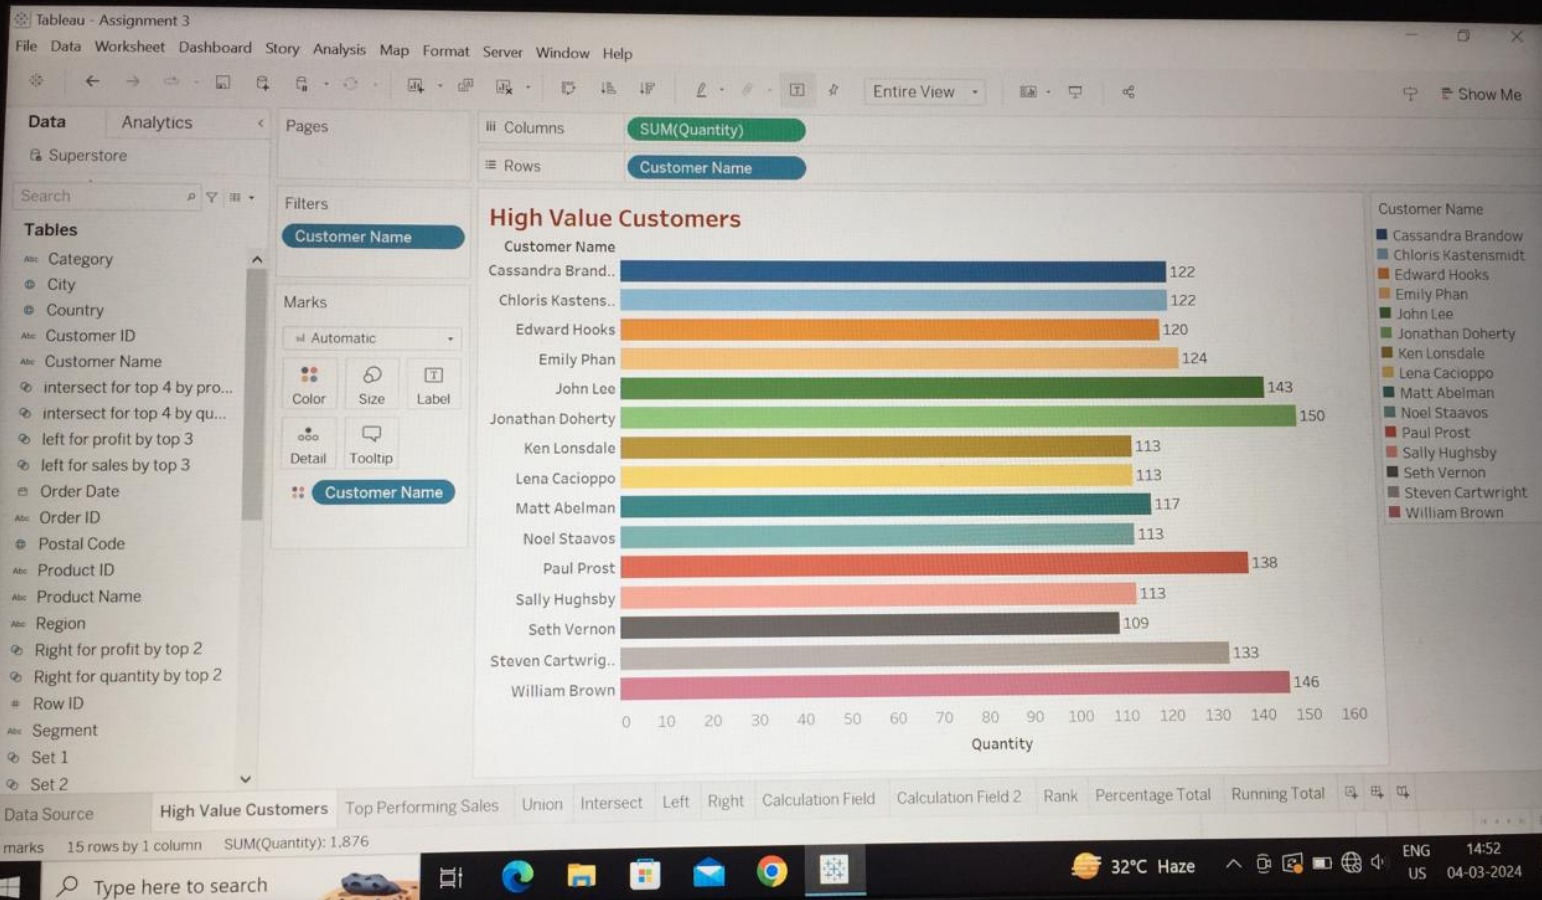 Tableau - Assignment 3
File Data Worksheet Dashboard Story Analysis Map Format Server Window Help
Entire View
Show Me
Data Analytics
Superstore
Search
Tables
Abc Category
City
Country
Abc Customer ID
Abc Customer Name
intersect for top 4 by pro...
intersect for top 4 by qu...
left for profit by top 3
left for sales by top 3
Order Date
Abc Order ID
Postal Code
Abc Product ID
Abc Product Name
Abc Region
Right for profit by top 2
Right for quantity by top 2
# Row ID
Abc Segment
Set 1
Set 2
Pages
Filters
Customer Name
Marks
Automatic
Color Size Label
Detail Tooltip
Customer Name
Columns SUM(Quantity)
Rows Customer Name
High Value Customers
Customer Name
Cassandra Brand.. 122
Chloris Kastens.. 122
Edward Hooks 120
Emily Phan 124
John Lee 143
Jonathan Doherty 150
Ken Lonsdale 113
Lena Cacioppo 113
Matt Abelman 117
Noel Staavos 113
Paul Prost 138
Sally Hughsby 113
Seth Vernon 109
Steven Cartwrig.. 133
William Brown 146
0 10 20 30 40 50 60 70 80 90 100 110 120 130 140 150 160
Quantity
Customer Name
Cassandra Brandow
Chloris Kastensmidt
Edward Hooks
Emily Phan
John Lee
Jonathan Doherty
Ken Lonsdale
Lena Cacioppo
Matt Abelman
Noel Staavos
Paul Prost
Sally Hughsby
Seth Vernon
Steven Cartwright
William Brown
Data Source High Value Customers Top Performing Sales Union Intersect Left Right Calculation Field Calculation Field 2 Rank Percentage Total Running Total
marks 15 rows by 1 column SUM(Quantity): 1,876
Type here to search
32°C Haze
ENG
US
14:52
04-03-2024